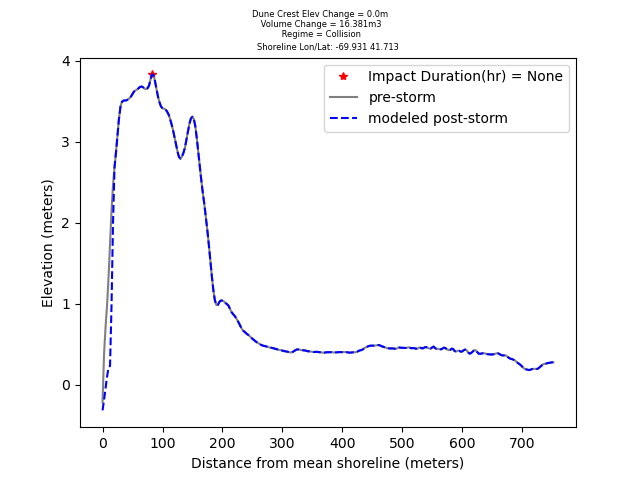 Dune Crest Elev Change = 0.0m
Volume Change = 16.381m3
Regime = Collision
Shoreline Lon/Lat: -69.931 41.713
Impact Duration(hr) = None
pre-storm
modeled post-storm
Elevation (meters)
4
3
2
1
0
0 100 200 300 400 500 600 700
Distance from mean shoreline (meters)